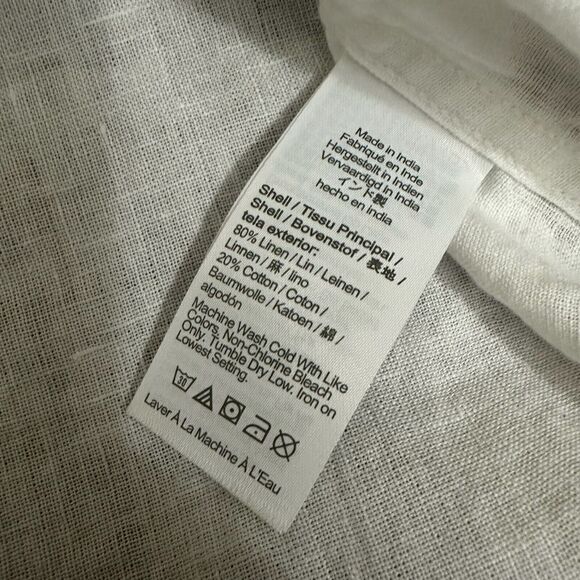 Made in India
Fabriqué en Inde
Hergestellt in Indien
Vervaardigd in India
インド製
hecho en india
Shell / Tissu Principal /
Shell / Bovenstof / 表地 /
tela exterior:
80% Linen / Lin / Leinen /
Linnen / 麻 / lino
20% Cotton / Coton /
Baumwolle / Katoen / 綿 /
algodón
Machine Wash Cold With Like
Colors. Non-Chlorine Bleach
Only. Tumble Dry Low. Iron on
Lowest Setting.
30
Laver À La Machine À L'Eau